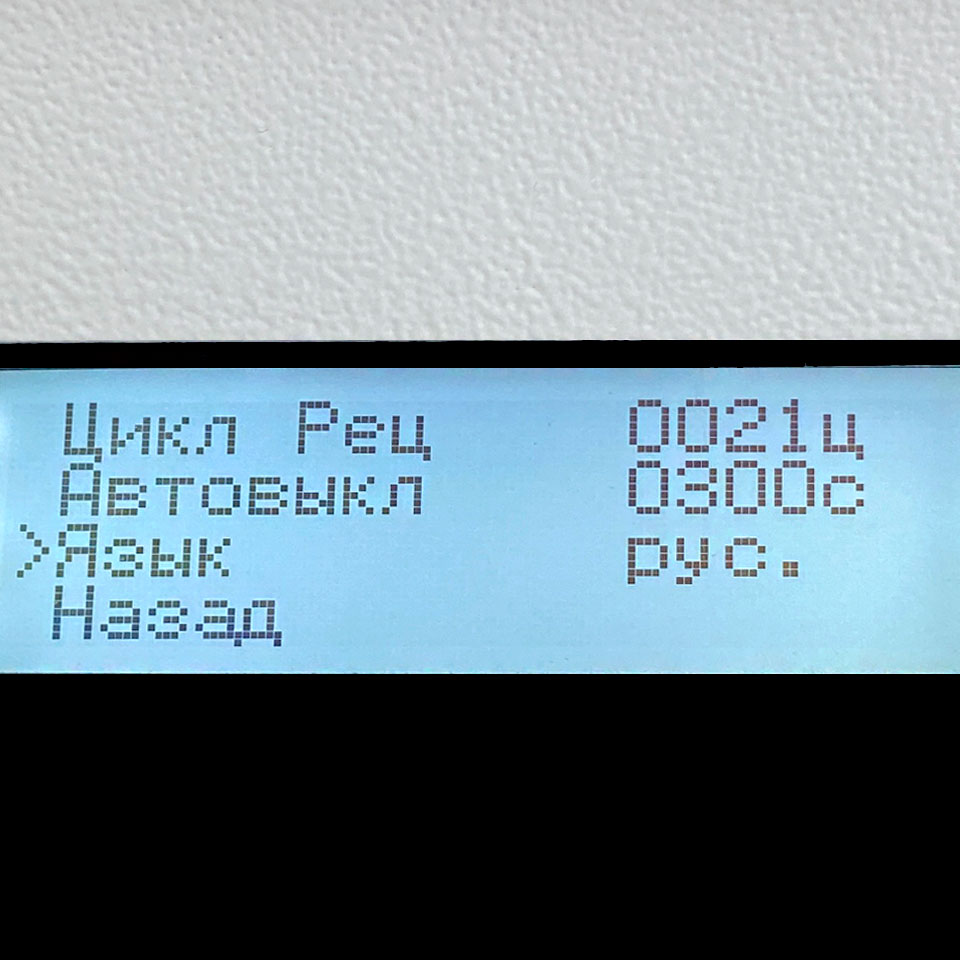 Цикл Рец 0021ц
Автовыкл 0300с
>Язык рус.
Назад